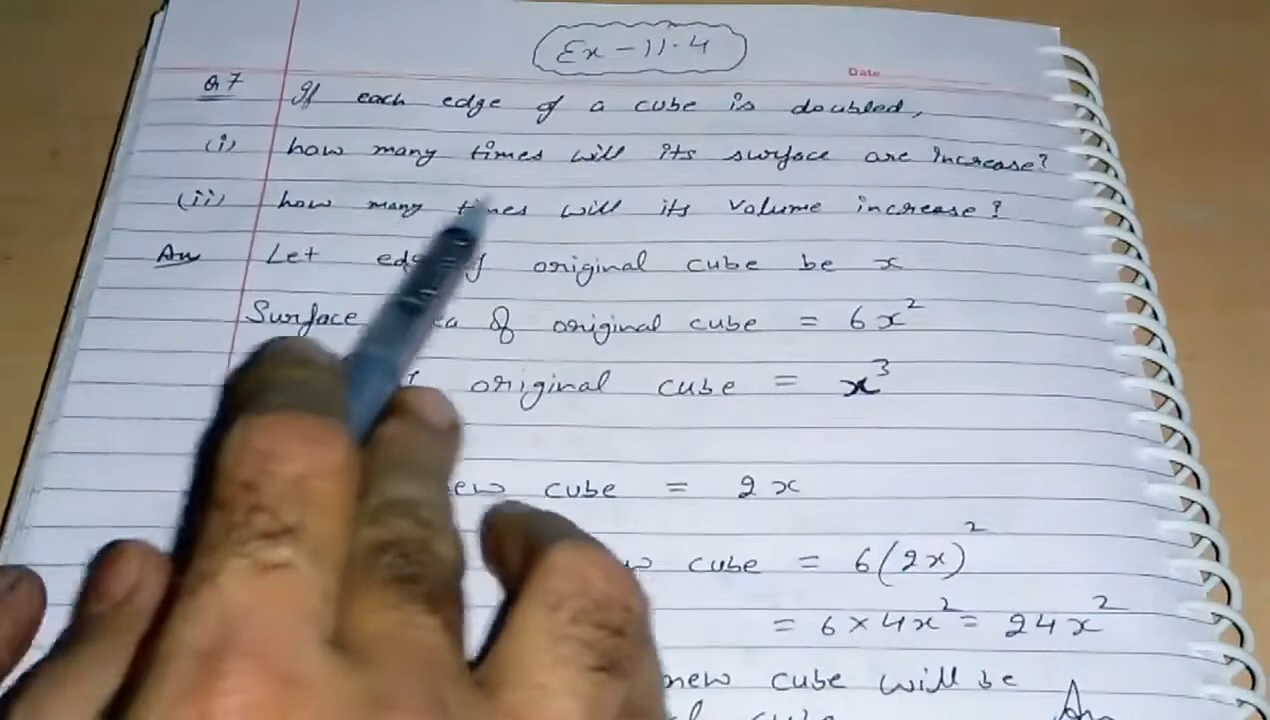 Ex - 11.4
Date
Q7 If each edge of a cube is doubled,
(i) how many times will its surface are increase?
(ii) how many times will its volume increase?
Ans Let of original cube be x
Surface of original cube = 6x²
original cube = x³
cube = 2x
cube = 6(2x)²
= 6 × 4x² = 24x²
new cube will be
Ans